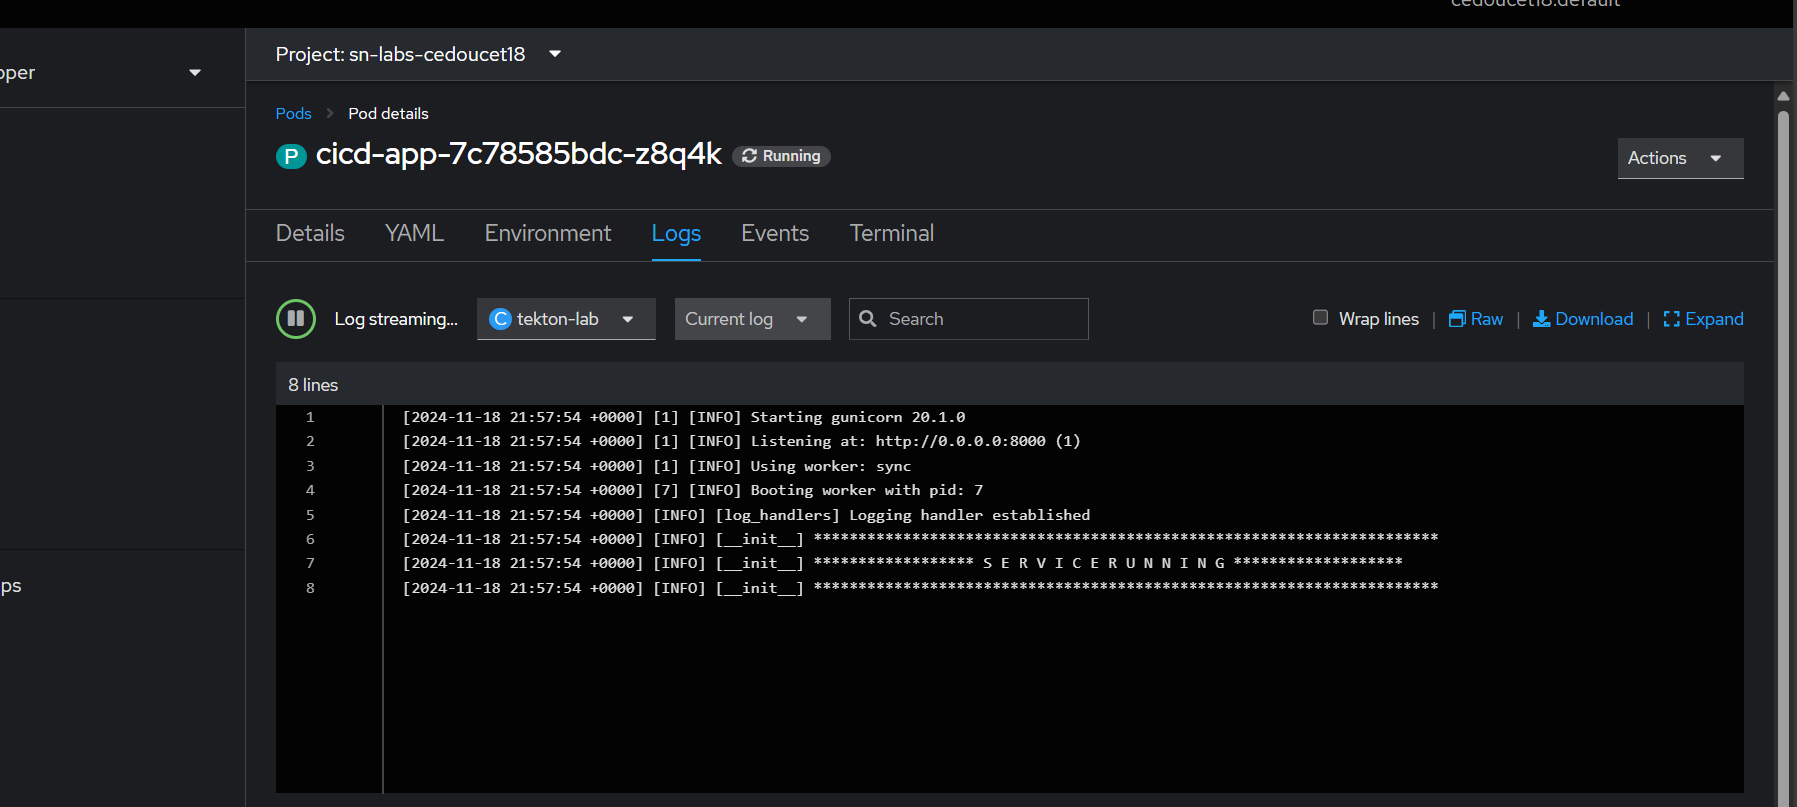 cedoucet18.default
Project: sn-labs-cedoucet18
oper
Pods > Pod details
P cicd-app-7c78585bdc-z8q4k Running
Actions
Details YAML Environment Logs Events Terminal
Log streaming... C tekton-lab Current log Search Wrap lines | Raw | Download | Expand
8 lines
1 [2024-11-18 21:57:54 +0000] [1] [INFO] Starting gunicorn 20.1.0
2 [2024-11-18 21:57:54 +0000] [1] [INFO] Listening at: http://0.0.0.0:8000 (1)
3 [2024-11-18 21:57:54 +0000] [1] [INFO] Using worker: sync
4 [2024-11-18 21:57:54 +0000] [7] [INFO] Booting worker with pid: 7
5 [2024-11-18 21:57:54 +0000] [INFO] [log_handlers] Logging handler established
6 [2024-11-18 21:57:54 +0000] [INFO] [__init__] **********************************************************************
7 [2024-11-18 21:57:54 +0000] [INFO] [__init__] ****************** S E R V I C E R U N N I N G *******************
8 [2024-11-18 21:57:54 +0000] [INFO] [__init__] **********************************************************************
ps